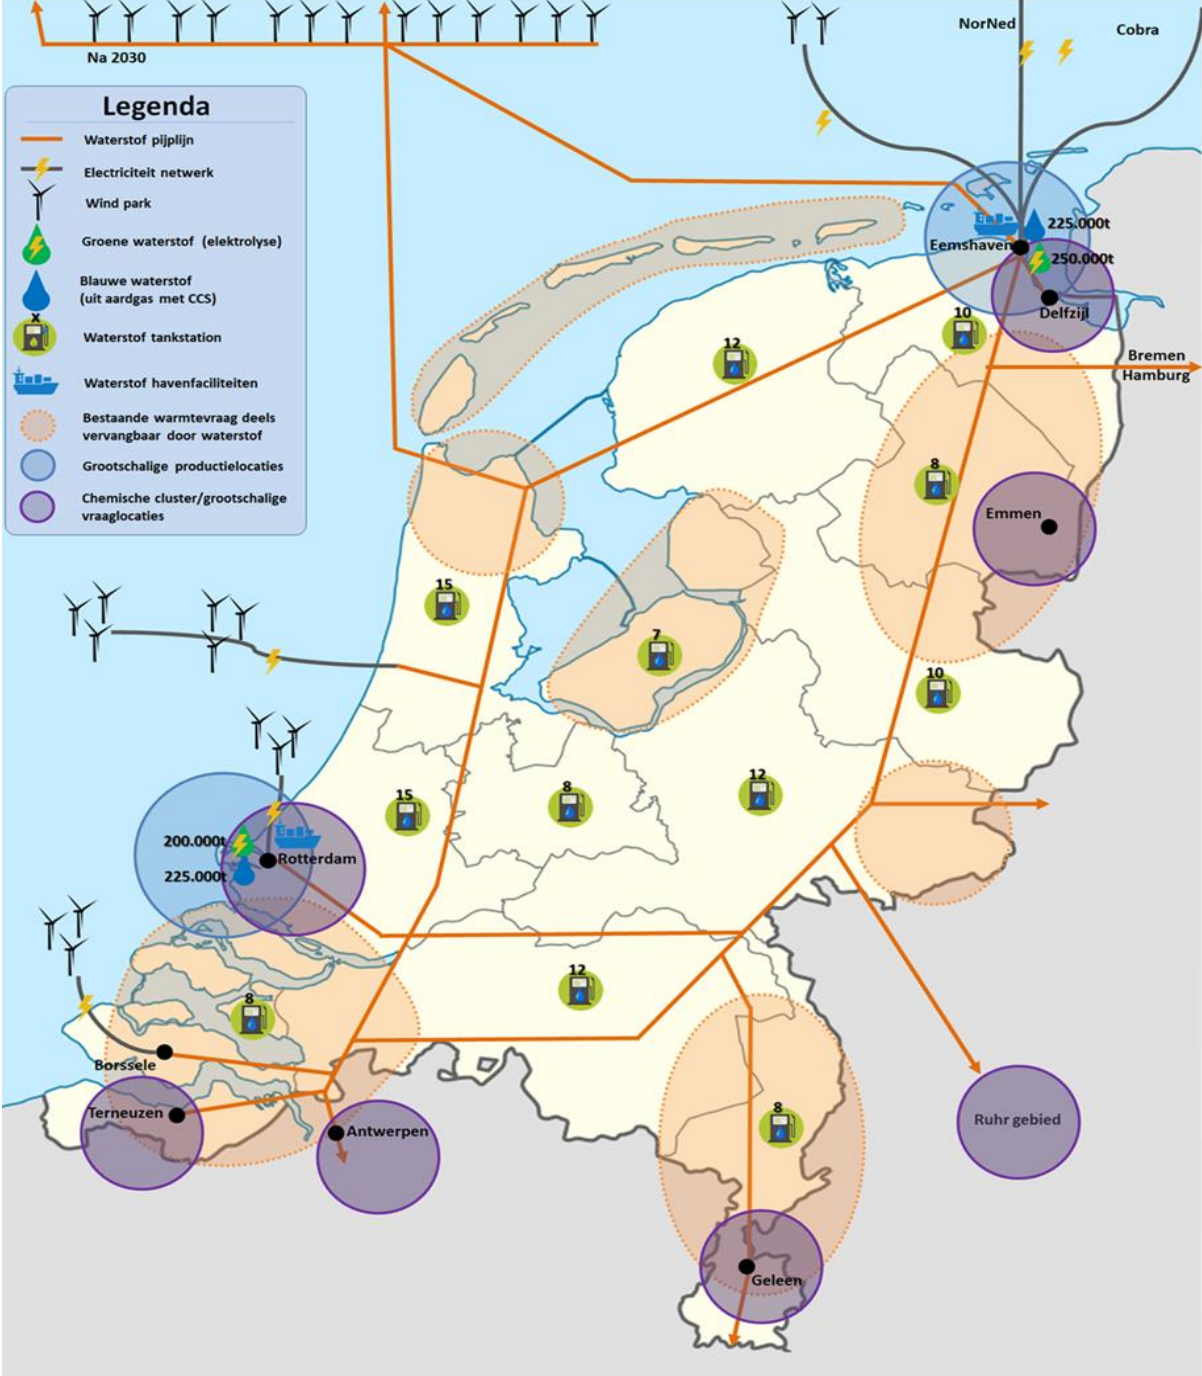 NorNed
Cobra
Na 2030
Legenda
Waterstof pijplijn
Electriciteit netwerk
Wind park
Groene waterstof (elektrolyse)
Blauwe waterstof
(uit aardgas met CCS)
x
Waterstof tankstation
Waterstof havenfaciliteiten
Bestaande warmtevraag deels
vervangbaar door waterstof
Grootschalige productielocaties
Chemische cluster/grootschalige
vraaglocaties
225.000t
Eemshaven
250.000t
Delfzijl
10
12
Bremen
Hamburg
8
Emmen
15
7
10
12
8
15
200.000t
Rotterdam
225.000t
12
8
Borssele
Terneuzen
Antwerpen
8
Ruhr gebied
Geleen